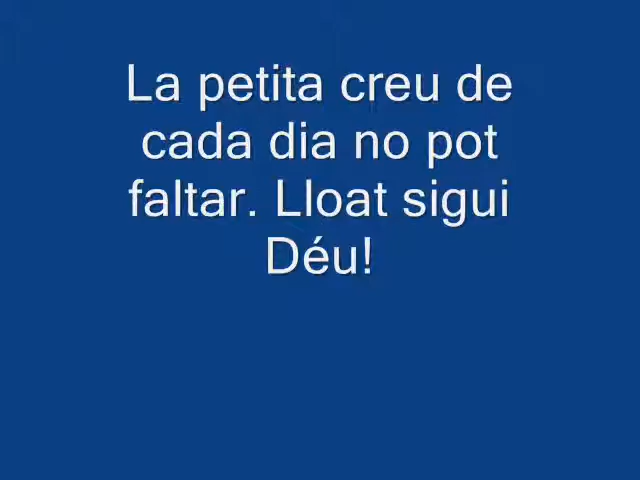 La petita creu de
cada dia no pot
faltar. Lloat sigui
Déu!